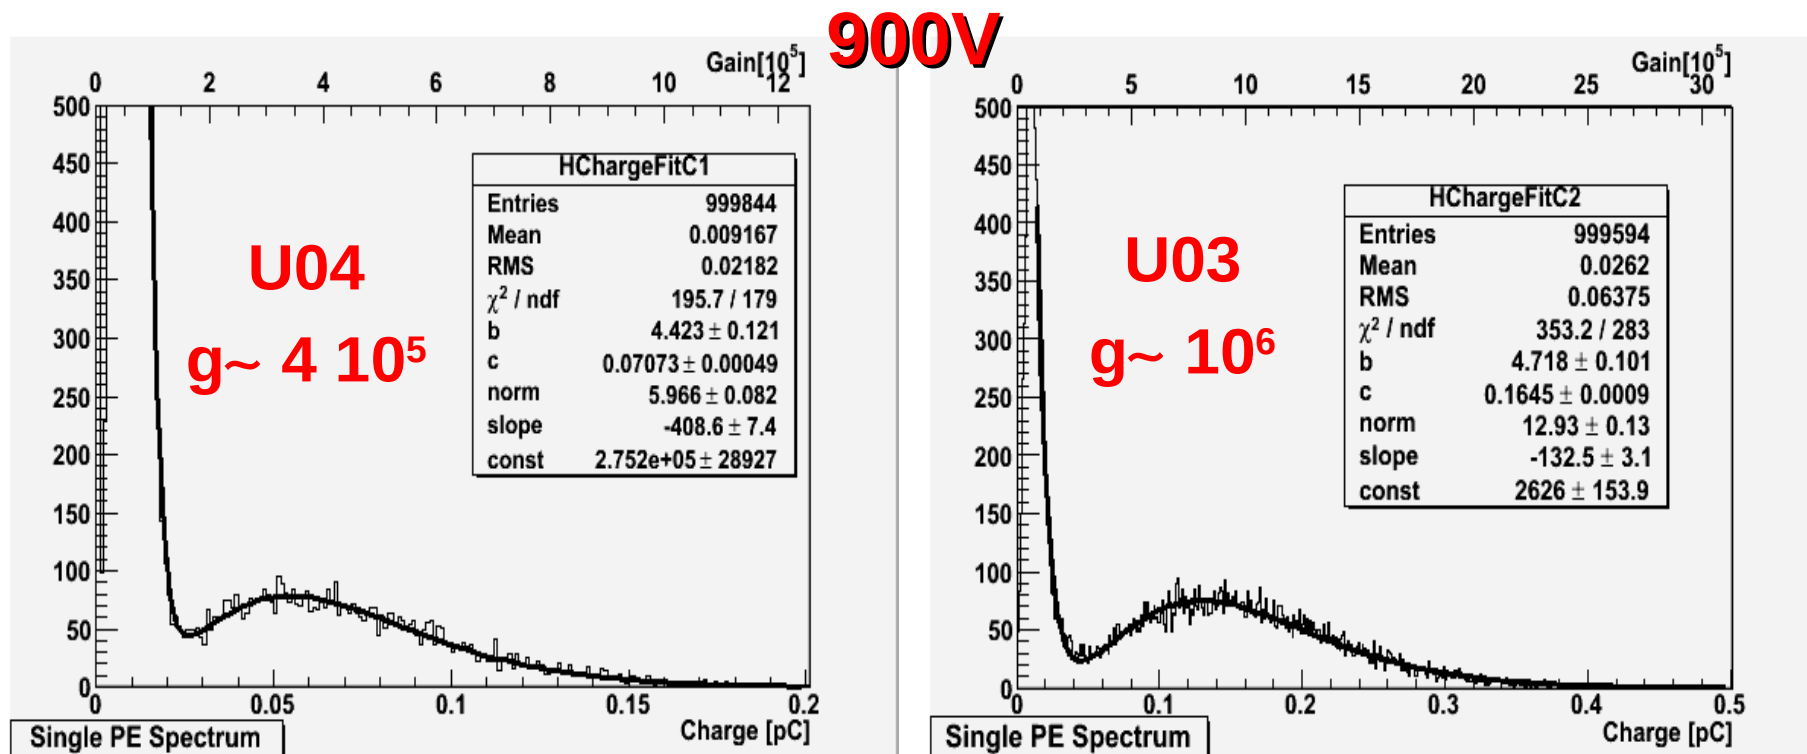 900V
Gain[10⁵]
0 2 4 6 8 10 12
500
450
400
350
300
250
200
150
100
50
0
HChargeFitC1
Entries 999844
Mean 0.009167
RMS 0.02182
χ² / ndf 195.7 / 179
b 4.423 ± 0.121
c 0.07073 ± 0.00049
norm 5.966 ± 0.082
slope -408.6 ± 7.4
const 2.752e+05 ± 28927
U04
g~ 4 10⁵
0 0.05 0.1 0.15 0.2
Charge [pC]
Single PE Spectrum
Gain[10⁵]
0 5 10 15 20 25 30
500
450
400
350
300
250
200
150
100
50
0
HChargeFitC2
Entries 999594
Mean 0.0262
RMS 0.06375
χ² / ndf 353.2 / 283
b 4.718 ± 0.101
c 0.1645 ± 0.0009
norm 12.93 ± 0.13
slope -132.5 ± 3.1
const 2626 ± 153.9
U03
g~ 10⁶
0 0.1 0.2 0.3 0.4 0.5
Charge [pC]
Single PE Spectrum